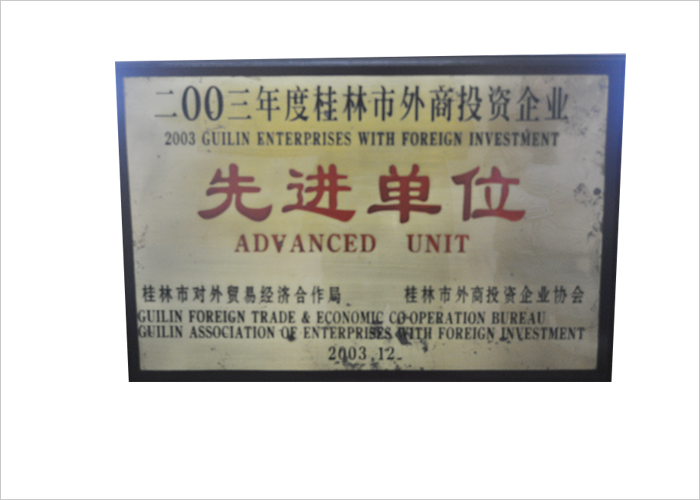 二00三年度桂林市外商投资企业
2003 GUILIN ENTERPRISES WITH FOREIGN INVESTMENT
先进单位
ADVANCED UNIT
桂林市对外贸易经济合作局 桂林市外商投资企业协会
GUILIN FOREIGN TRADE & ECONOMIC CO-OPERATION BUREAU
GUILIN ASSOCIATION OF ENTERPRISES WITH FOREIGN INVESTMENT
2003.12.